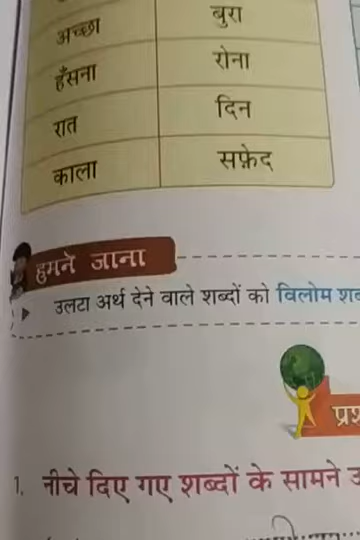 अच्छा बुरा
हँसना रोना
रात दिन
काला सफ़ेद
हमने जाना
उलटा अर्थ देने वाले शब्दों को विलोम
1. नीचे दिए गए शब्दों के सामने